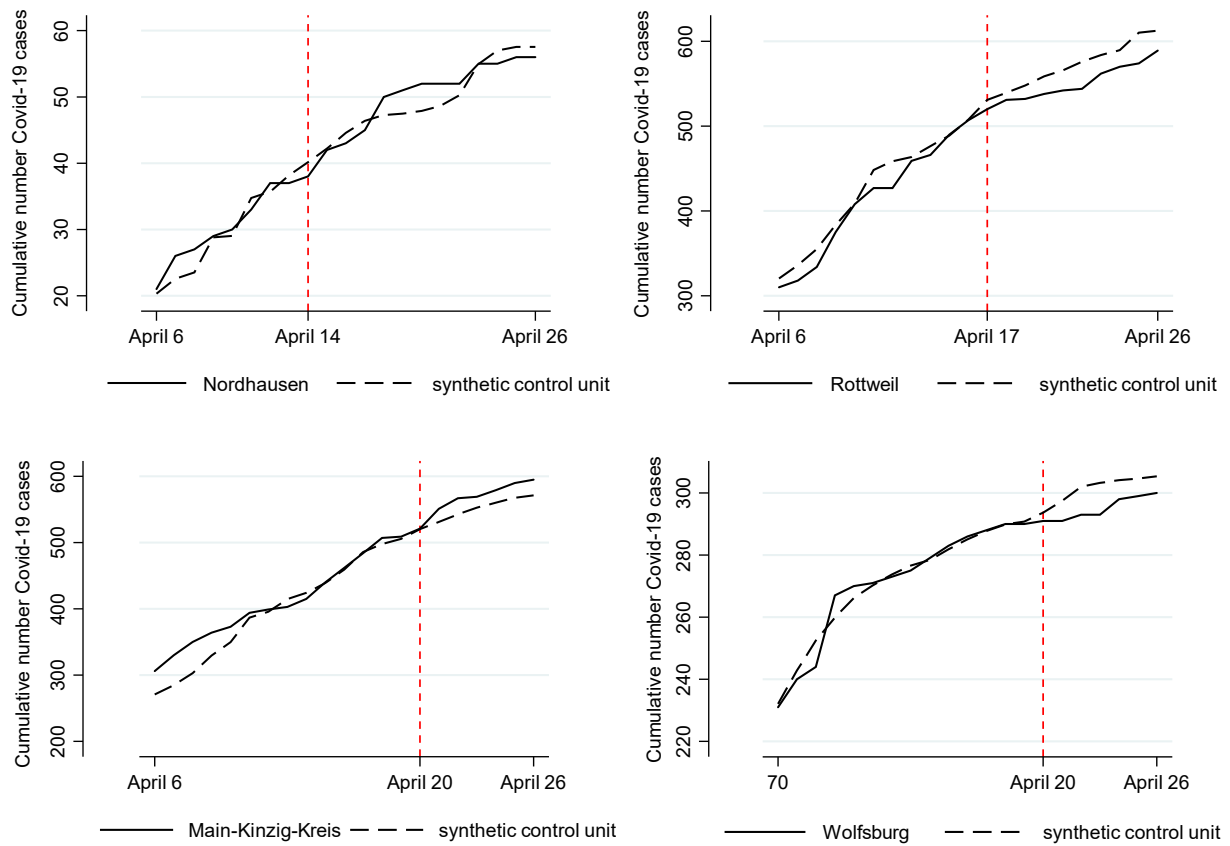 Cumulative number Covid-19 cases
60
50
40
30
20
April 6 April 14 April 26
Nordhausen synthetic control unit
Cumulative number Covid-19 cases
600
500
400
300
April 6 April 17 April 26
Rottweil synthetic control unit
Cumulative number Covid-19 cases
600
500
400
300
200
April 6 April 20 April 26
Main-Kinzig-Kreis synthetic control unit
Cumulative number Covid-19 cases
300
280
260
240
220
70 April 20 April 26
Wolfsburg synthetic control unit